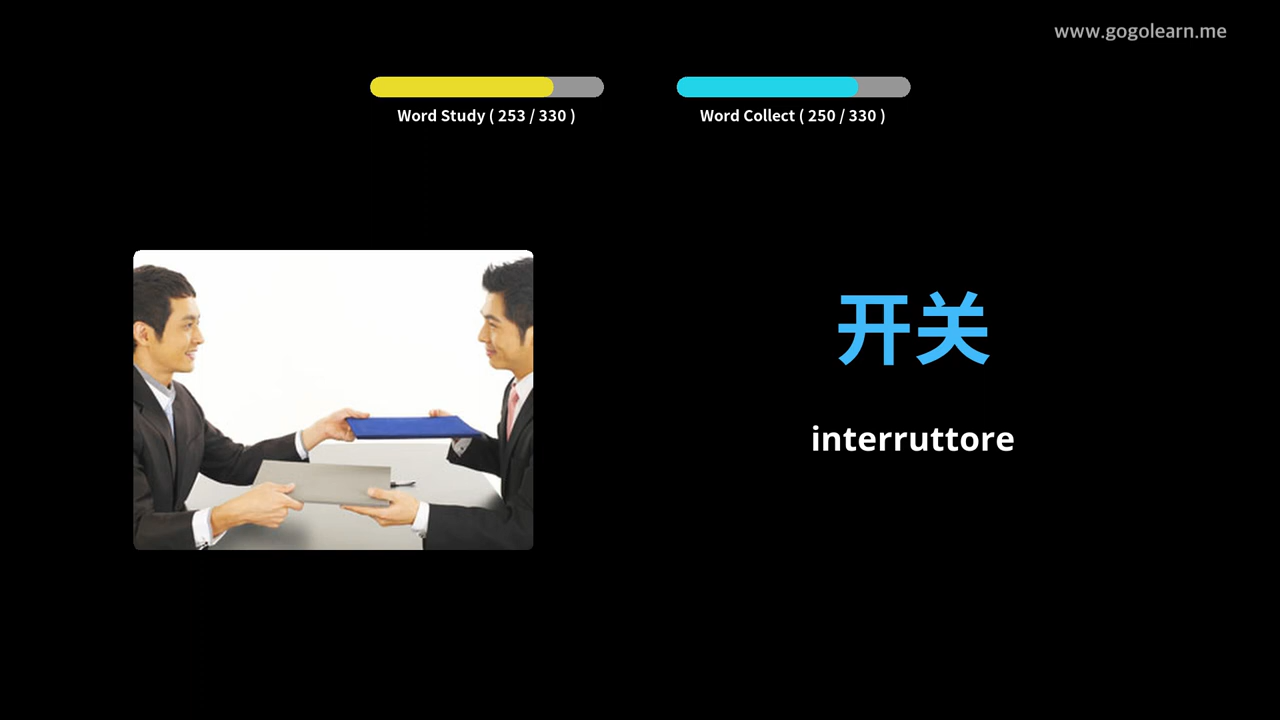 www.gogolearn.me
Word Study ( 253 / 330 )
Word Collect ( 250 / 330 )
开关
interruttore